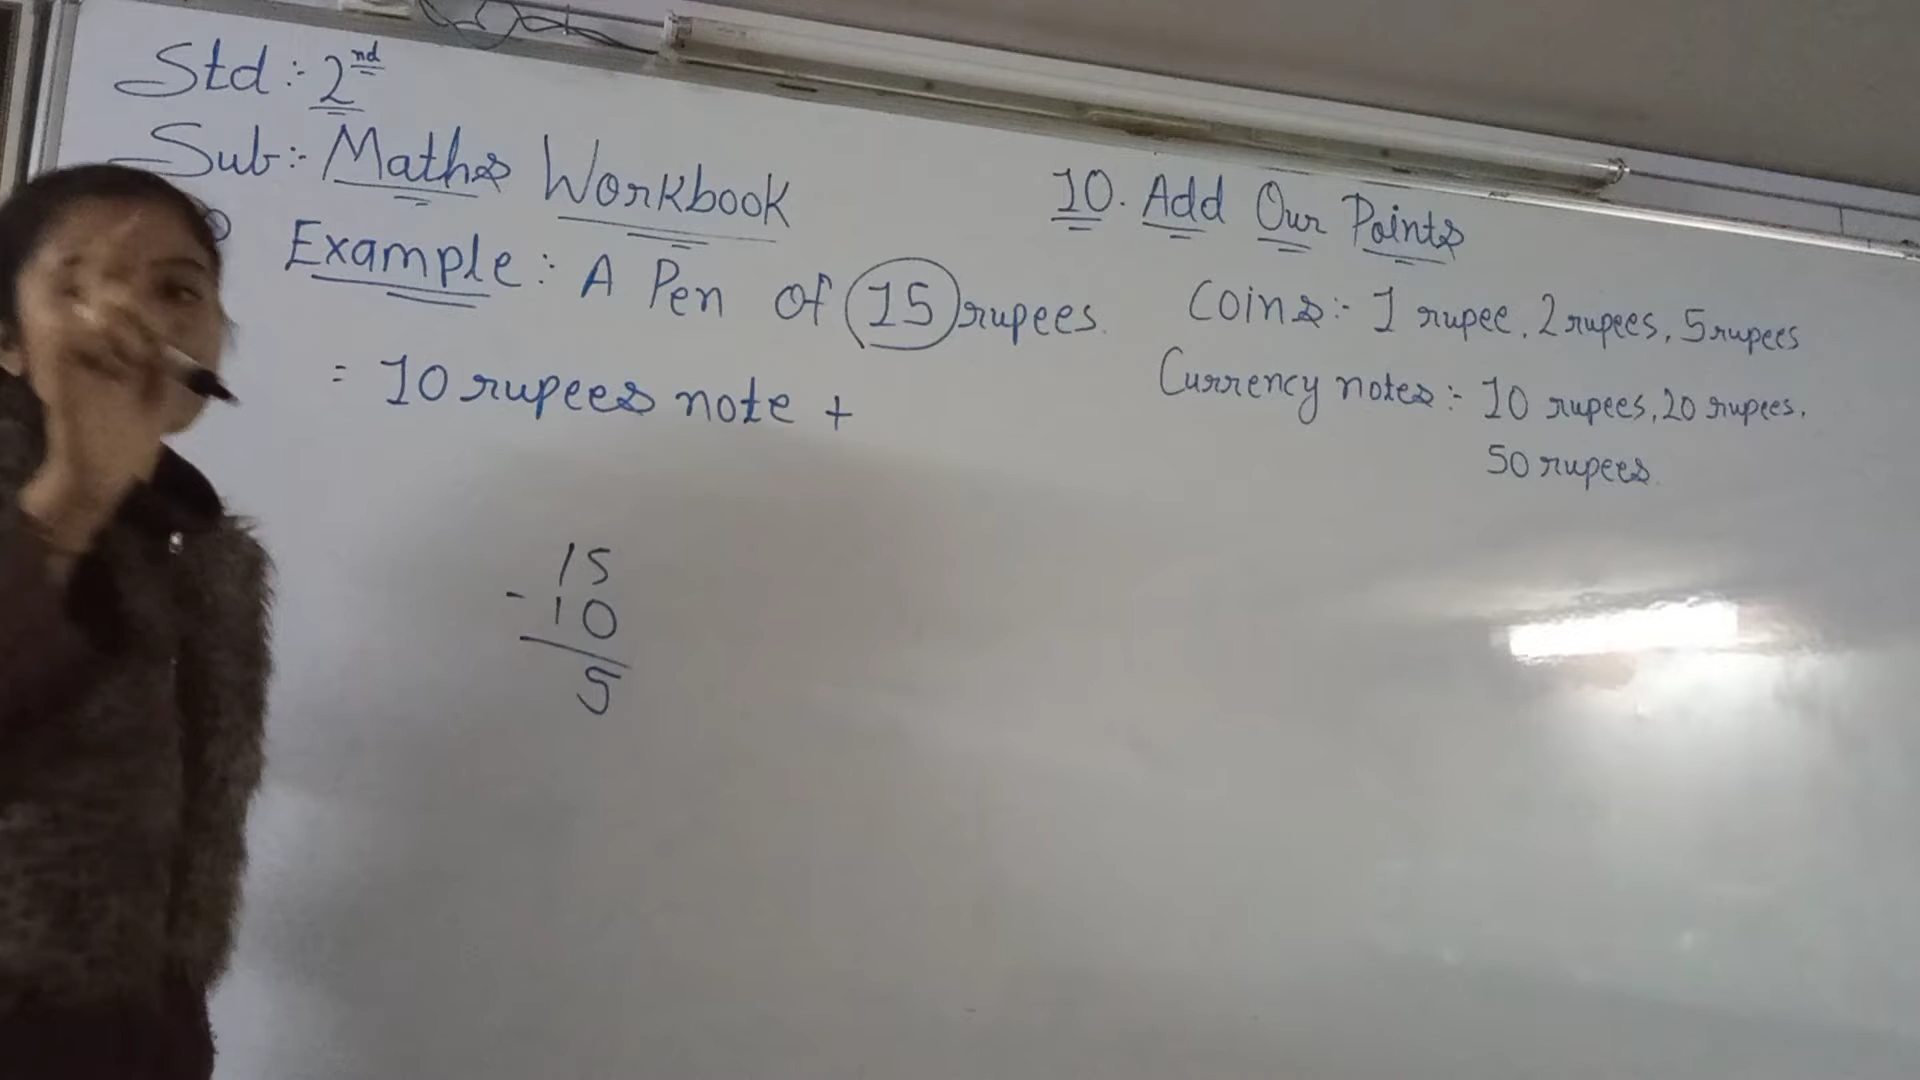 Std :- 2nd
Sub :- Maths Workbook
10. Add Our Points
Example : A Pen of 15 rupees.
= 10 rupees note +
15
- 10
5
Coins :- 1 rupee, 2 rupees, 5 rupees
Currency notes :- 10 rupees, 20 rupees,
50 rupees.